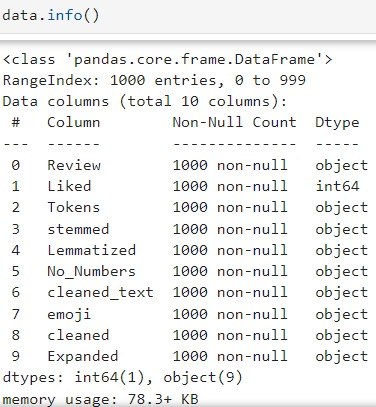 data.info()
<class 'pandas.core.frame.DataFrame'>
RangeIndex: 1000 entries, 0 to 999
Data columns (total 10 columns):
 #   Column        Non-Null Count  Dtype
---  ------        --------------  -----
 0   Review        1000 non-null   object
 1   Liked         1000 non-null   int64
 2   Tokens        1000 non-null   object
 3   stemmed       1000 non-null   object
 4   Lemmatized    1000 non-null   object
 5   No_Numbers    1000 non-null   object
 6   cleaned_text  1000 non-null   object
 7   emoji         1000 non-null   object
 8   cleaned       1000 non-null   object
 9   Expanded      1000 non-null   object
dtypes: int64(1), object(9)
memory usage: 78.3+ KB